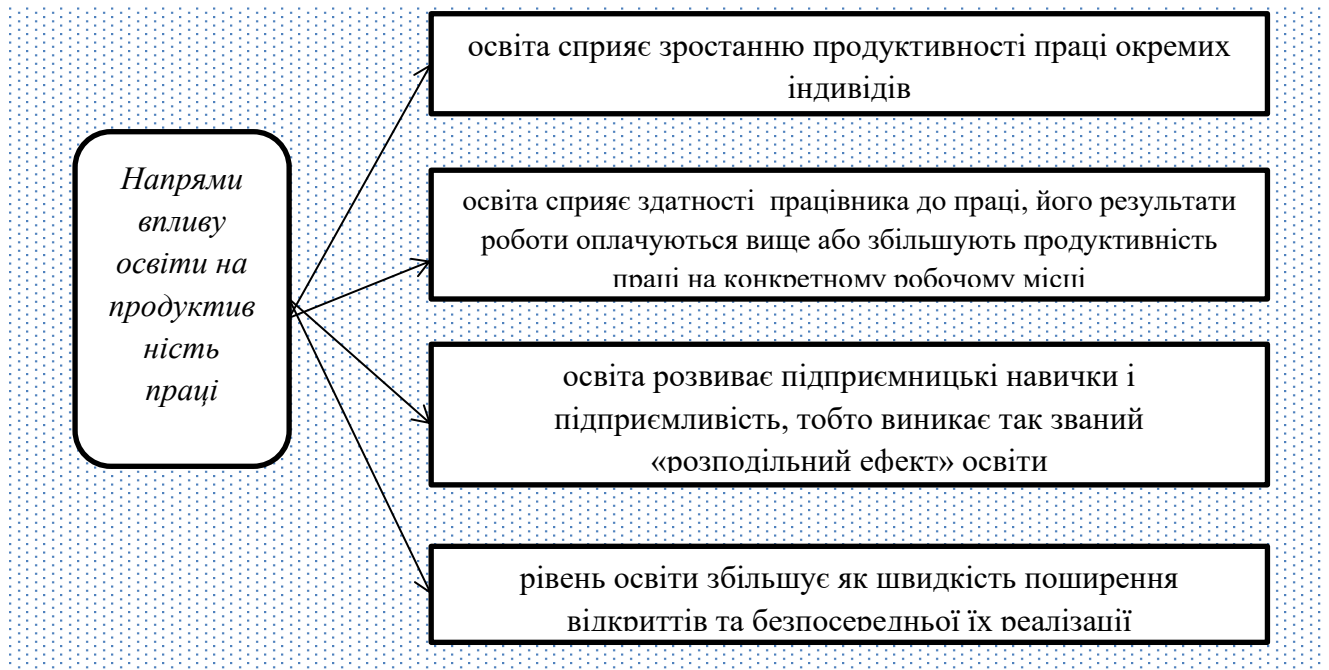 освіта сприяє зростанню продуктивності праці окремих
індивідів
Напрями
впливу
освіти на
продуктив
ність
праці
освіта сприяє здатності працівника до праці, його результати
роботи оплачуються вище або збільшують продуктивність
праці на конкретному робочому місці
освіта розвиває підприємницькі навички і
підприємливість, тобто виникає так званий
«розподільний ефект» освіти
рівень освіти збільшує як швидкість поширення
відкриттів та безпосередньої їх реалізації